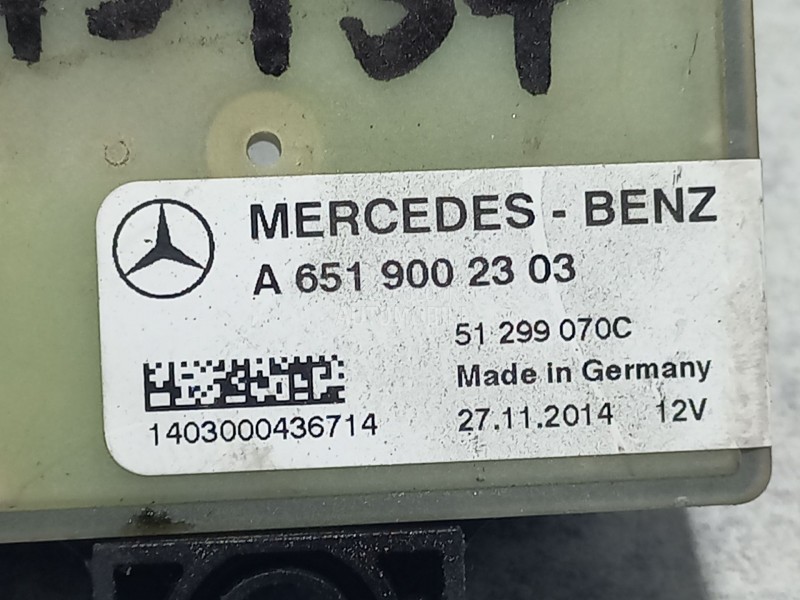 MERCEDES - BENZ
A 651 900 23 03
51 299 070C
Made in Germany
1403000436714
27.11.2014 12V